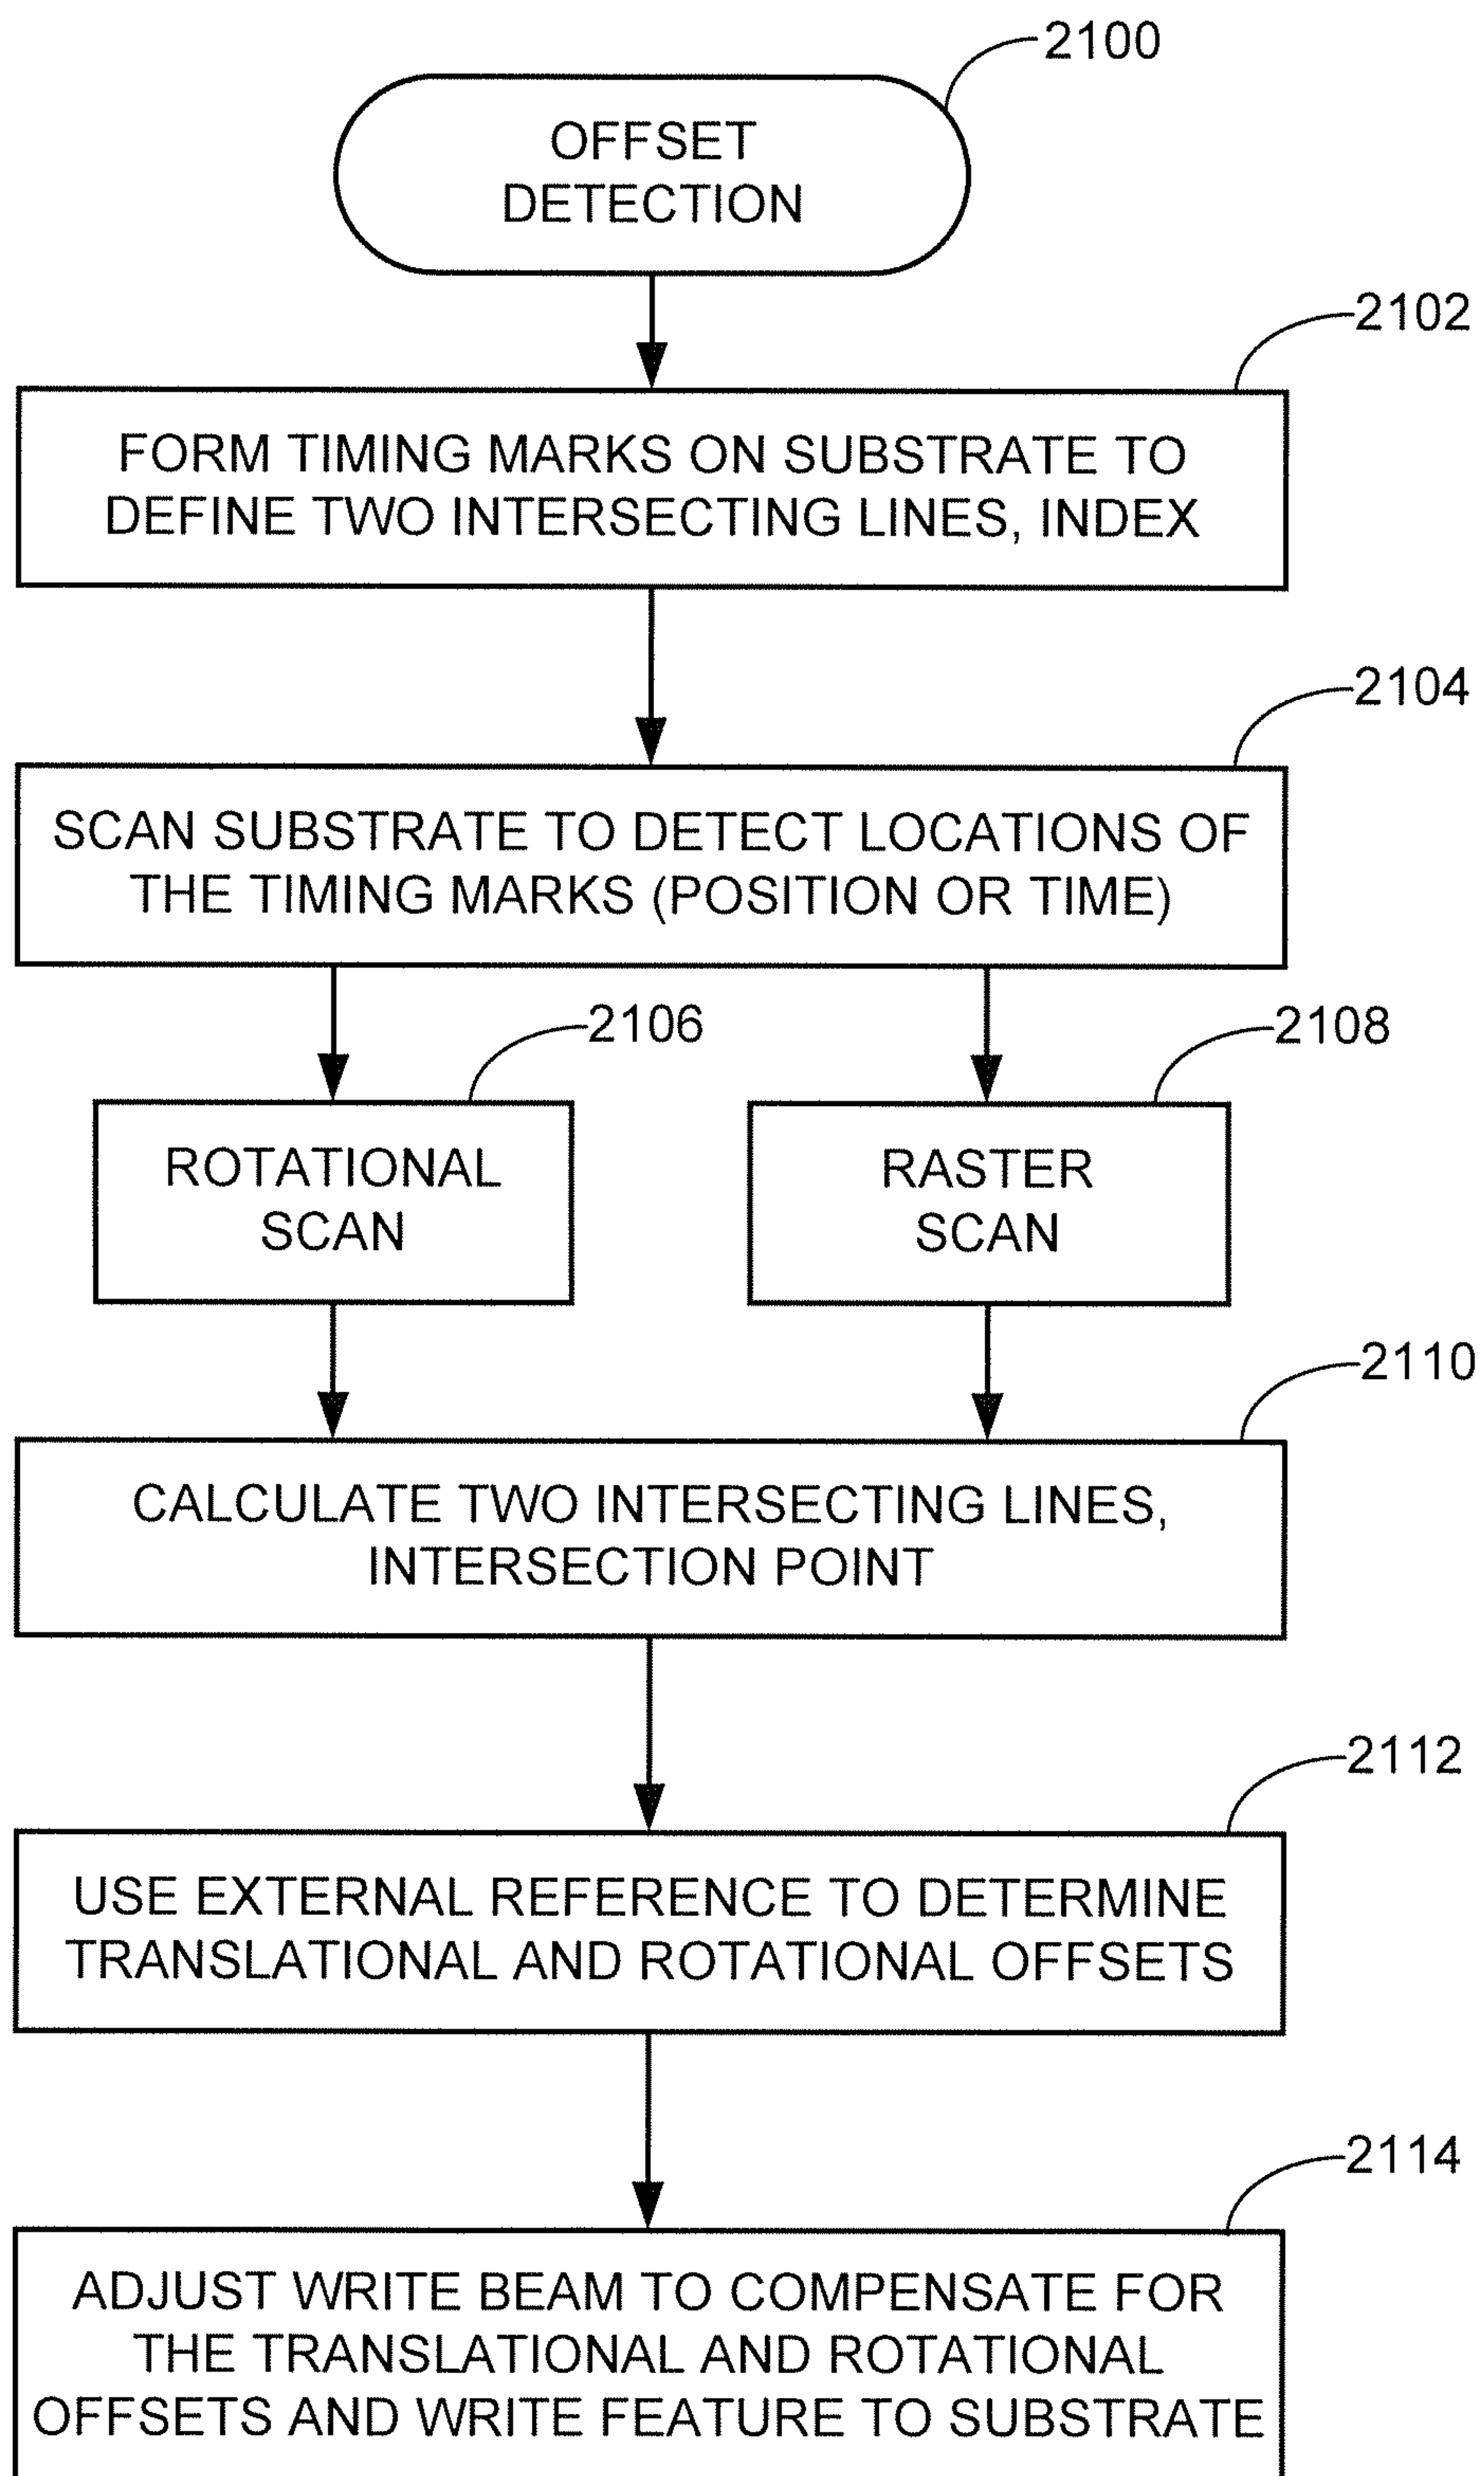 2100
OFFSET
DETECTION
2102
FORM TIMING MARKS ON SUBSTRATE TO
DEFINE TWO INTERSECTING LINES, INDEX
2104
SCAN SUBSTRATE TO DETECT LOCATIONS OF
THE TIMING MARKS (POSITION OR TIME)
2106
2108
ROTATIONAL
SCAN
RASTER
SCAN
2110
CALCULATE TWO INTERSECTING LINES,
INTERSECTION POINT
2112
USE EXTERNAL REFERENCE TO DETERMINE
TRANSLATIONAL AND ROTATIONAL OFFSETS
2114
ADJUST WRITE BEAM TO COMPENSATE FOR
THE TRANSLATIONAL AND ROTATIONAL
OFFSETS AND WRITE FEATURE TO SUBSTRATE